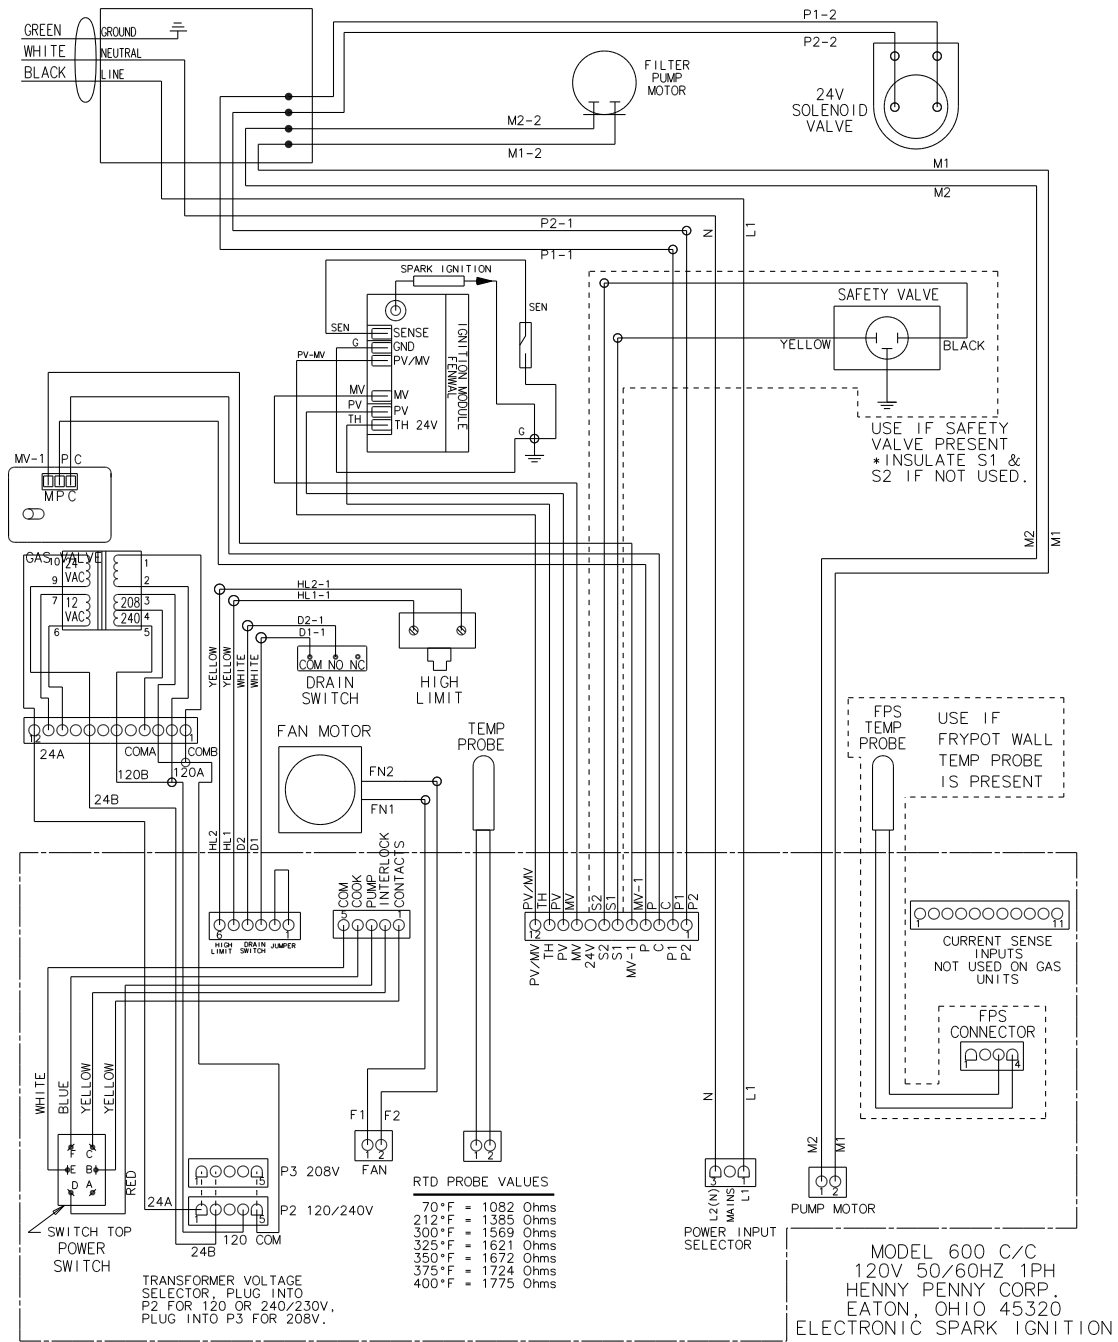 GREEN
GROUND
WHITE
NEUTRAL
BLACK
LINE
P1-2
P2-2
FILTER
PUMP
MOTOR
24V
SOLENOID
VALVE
M2-2
M1-2
M1
M2
P2-1
P1-1
N
L1
SPARK IGNITION
SEN
SEN
G
PV-MV
MV
PV
TH
SENSE
GND
PV/MV
MV
PV
TH 24V
IGNITION MODULE
FENWAL
G
SAFETY VALVE
YELLOW
BLACK
USE IF SAFETY
VALVE PRESENT
*INSULATE S1 &
S2 IF NOT USED.
MV-1 P C
M P C
GAS VALVE
10 24 VAC 1
9 2
7 12 VAC 208 3
240 4
6 5
M2
M1
HL2-1
HL1-1
D2-1
D1-1
YELLOW
YELLOW
WHITE
WHITE
COM NO NC
DRAIN
SWITCH
HIGH
LIMIT
12 1
24A
COMA
COMB
120B
120A
24B
FAN MOTOR
FN2
FN1
TEMP
PROBE
FPS
TEMP
PROBE
USE IF
FRYPOT WALL
TEMP PROBE
IS PRESENT
HL2
HL1
D2
D1
COM
COOK
PUMP
INTERLOCK
CONTACTS
5 1
6 1
HIGH
LIMIT
DRAIN
SWITCH
JUMPER
PV/MV
TH
PV
MV
S2
S1
MV-1
P
C
P1
P2
12 1
PV/MV
TH
PV
MV
24V
S2
S1
MV-1
P
C
P1
P2
1 11
CURRENT SENSE
INPUTS
NOT USED ON GAS
UNITS
FPS
CONNECTOR
1 4
WHITE
BLUE
YELLOW
YELLOW
RED
F C
E B
D A
SWITCH TOP
POWER
SWITCH
24A
24B
1 5
P3 208V
1 5
P2 120/240V
120 COM
TRANSFORMER VOLTAGE
SELECTOR, PLUG INTO
P2 FOR 120 OR 240/230V,
PLUG INTO P3 FOR 208V.
F1
F2
1 2
FAN
1 2
RTD PROBE VALUES
70°F = 1082 Ohms
212°F = 1385 Ohms
300°F = 1569 Ohms
325°F = 1621 Ohms
350°F = 1672 Ohms
375°F = 1724 Ohms
400°F = 1775 Ohms
N
L1
3 1
L2(N)
MAINS
L1
POWER INPUT
SELECTOR
M2
M1
1 2
PUMP MOTOR
MODEL 600 C/C
120V 50/60HZ 1PH
HENNY PENNY CORP.
EATON, OHIO 45320
ELECTRONIC SPARK IGNITION